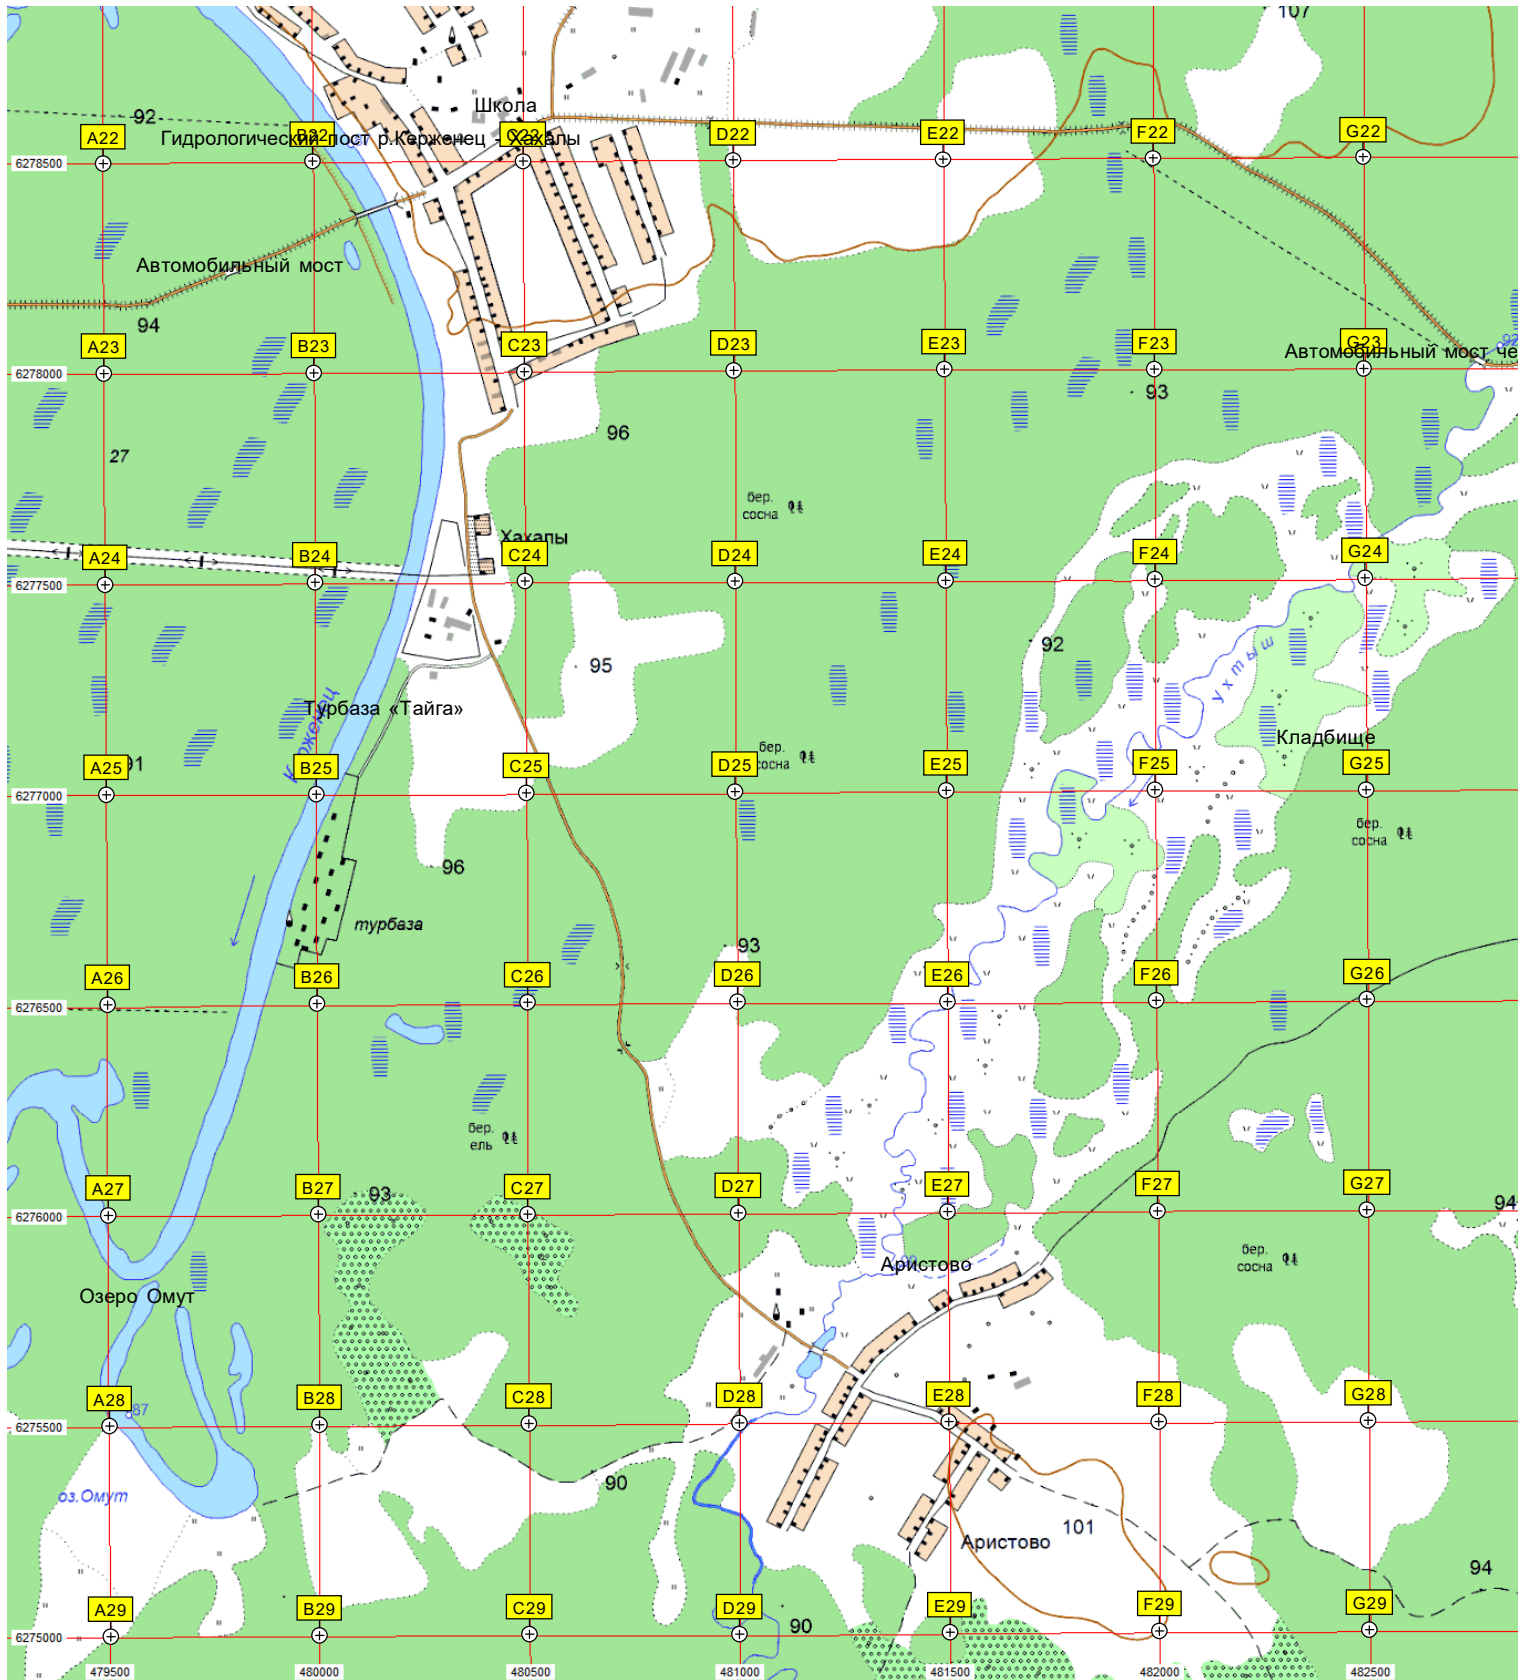 107
92
Школа
A22
B22
C22
D22
E22
F22
G22
Гидрологический пост р.Керженец - Хахалы
6278500
Автомобильный мост
94
A23
B23
C23
D23
E23
F23
G23
Автомобильный мост че
6278000
93
96
27
бер.
сосна
Хахалы
A24
B24
C24
D24
E24
F24
G24
6277500
92
95
Ухтыш
Турбаза «Тайга»
Кладбище
A25
91
B25
C25
D25
бер.
сосна
E25
F25
G25
6277000
бер.
сосна
96
турбаза
93
A26
B26
C26
D26
E26
F26
G26
6276500
бер.
ель
A27
B27
93
C27
D27
E27
F27
G27
94
6276000
бер.
сосна
Аристово
Озеро Омут
A28
87
B28
C28
D28
E28
F28
G28
6275500
90
оз.Омут
101
Аристово
94
A29
B29
C29
D29
90
E29
F29
G29
6275000
479500
480000
480500
481000
481500
482000
482500